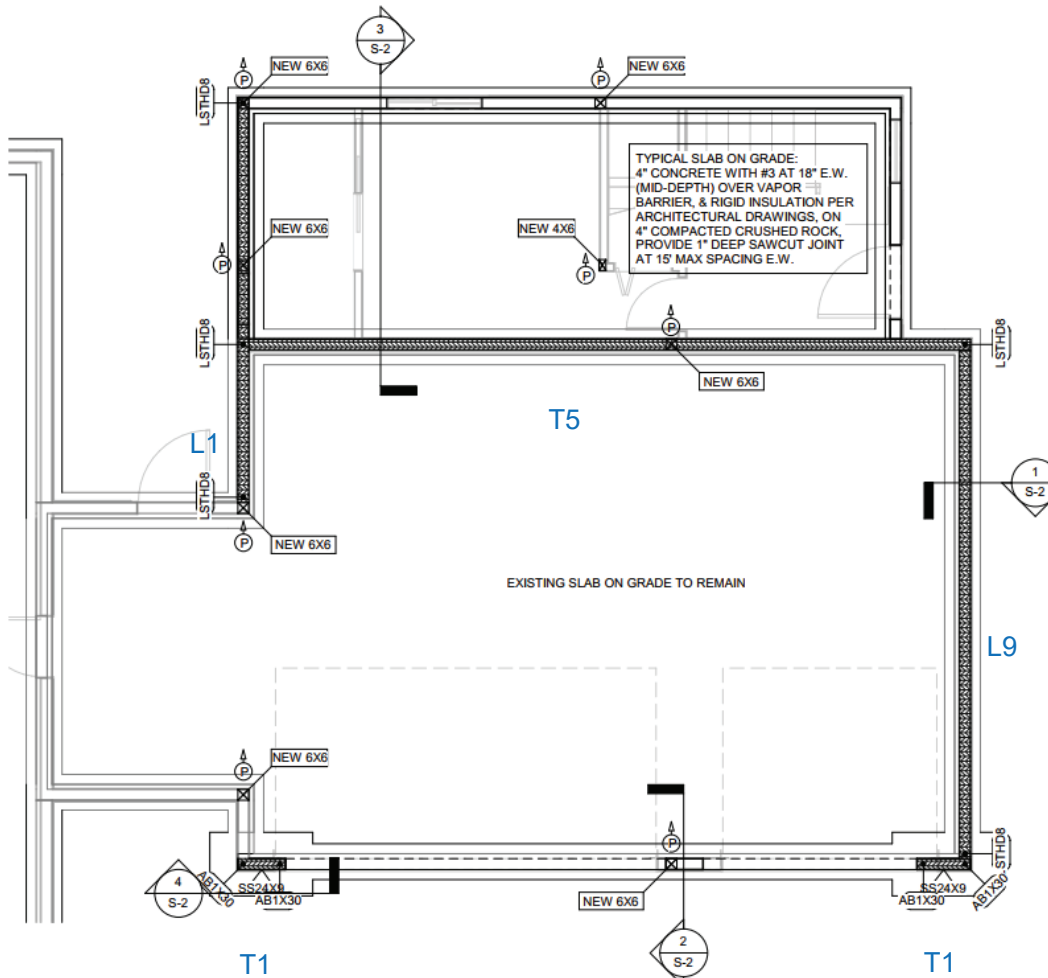 3
S-2
NEW 6X6
NEW 6X6
P
P
LSTHD8
TYPICAL SLAB ON GRADE:
4" CONCRETE WITH #3 AT 18" E.W.
(MID-DEPTH) OVER VAPOR
BARRIER, & RIGID INSULATION PER
ARCHITECTURAL DRAWINGS, ON
4" COMPACTED CRUSHED ROCK,
PROVIDE 1" DEEP SAWCUT JOINT
AT 15' MAX SPACING E.W.
NEW 6X6
NEW 4X6
P
P
P
LSTHD8
LSTHD8
NEW 6X6
T5
L1
LSTHD8
1
S-2
P
NEW 6X6
EXISTING SLAB ON GRADE TO REMAIN
L9
NEW 6X6
P
P
STHD8
4
S-2
AB1X30
SS24X9
AB1X30
NEW 6X6
SS24X9
AB1X30
AB1X30
2
S-2
T1
T1